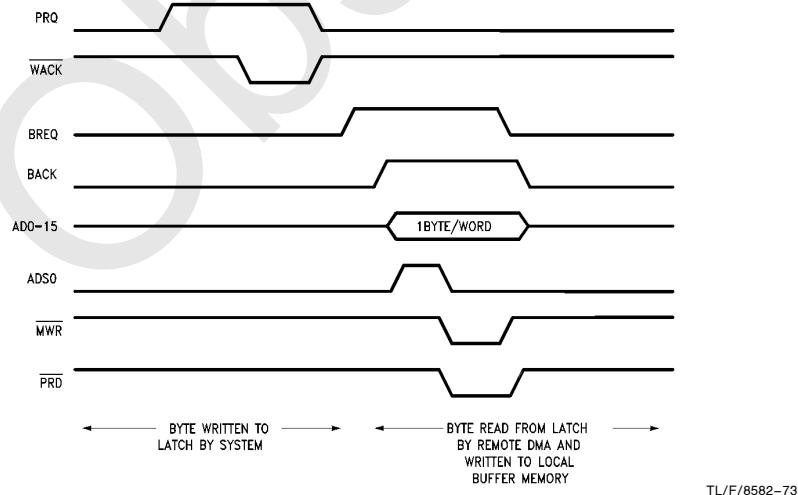 PRQ
WACK
BREQ
BACK
AD0-15
1BYTE/WORD
ADS0
MWR
PRD
BYTE WRITTEN TO
LATCH BY SYSTEM
BYTE READ FROM LATCH
BY REMOTE DMA AND
WRITTEN TO LOCAL
BUFFER MEMORY
TL/F/8582-73